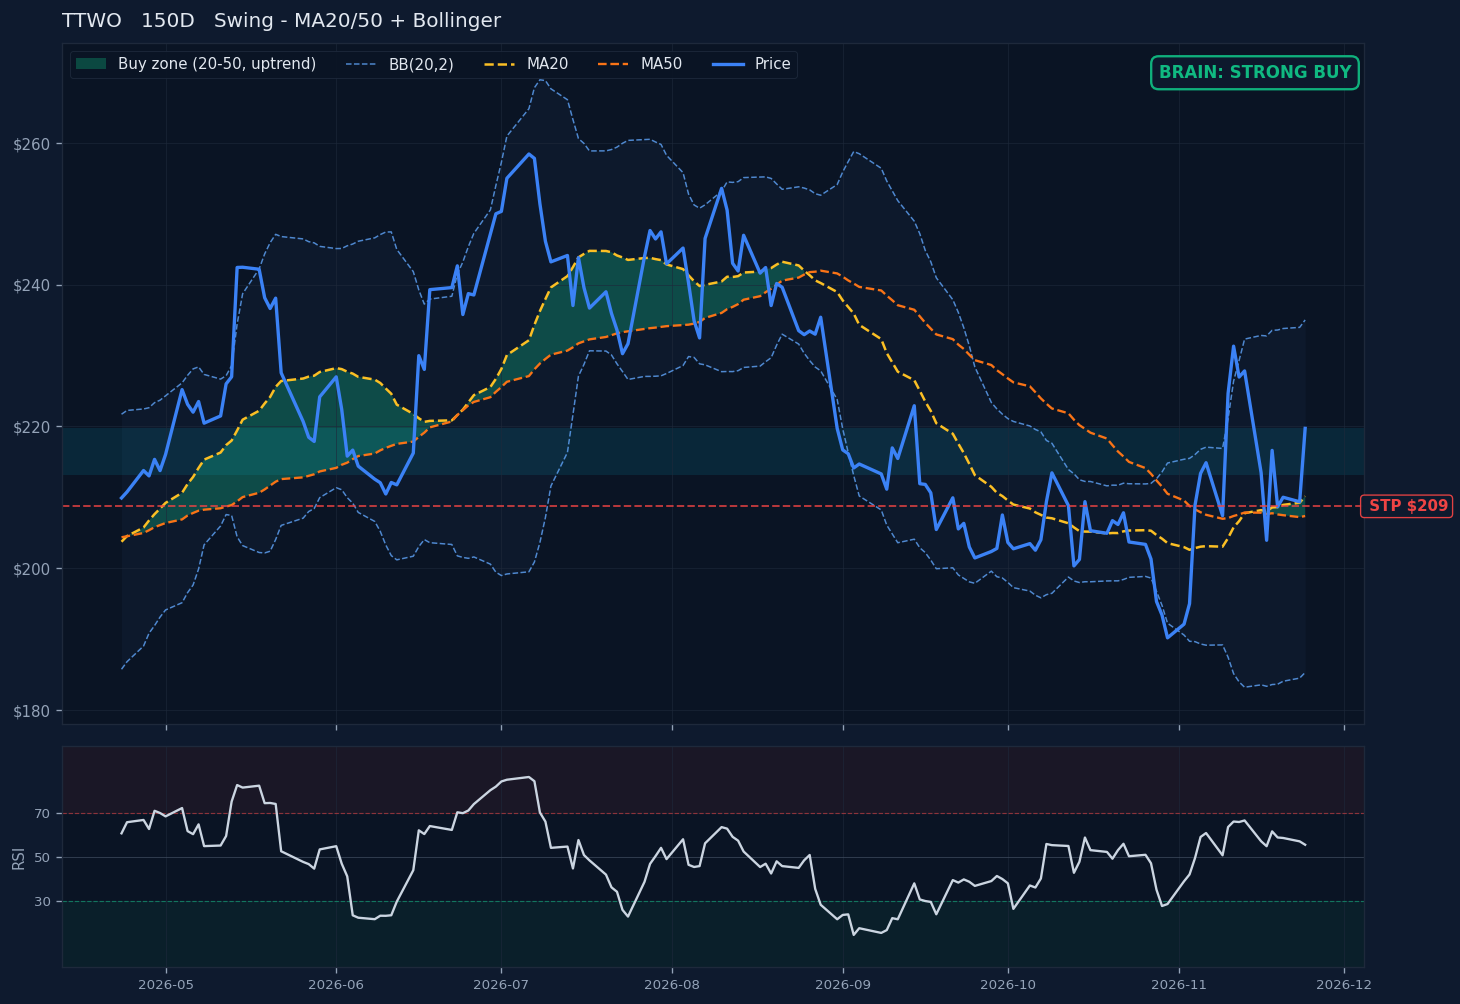 TTWO   150D   Swing - MA20/50 + Bollinger
Buy zone (20-50, uptrend)   BB(20,2)   MA20   MA50   Price
BRAIN: STRONG BUY
$260
$240
$220
STP $209
$200
$180
70
50
30
RSI
2026-05   2026-06   2026-07   2026-08   2026-09   2026-10   2026-11   2026-12